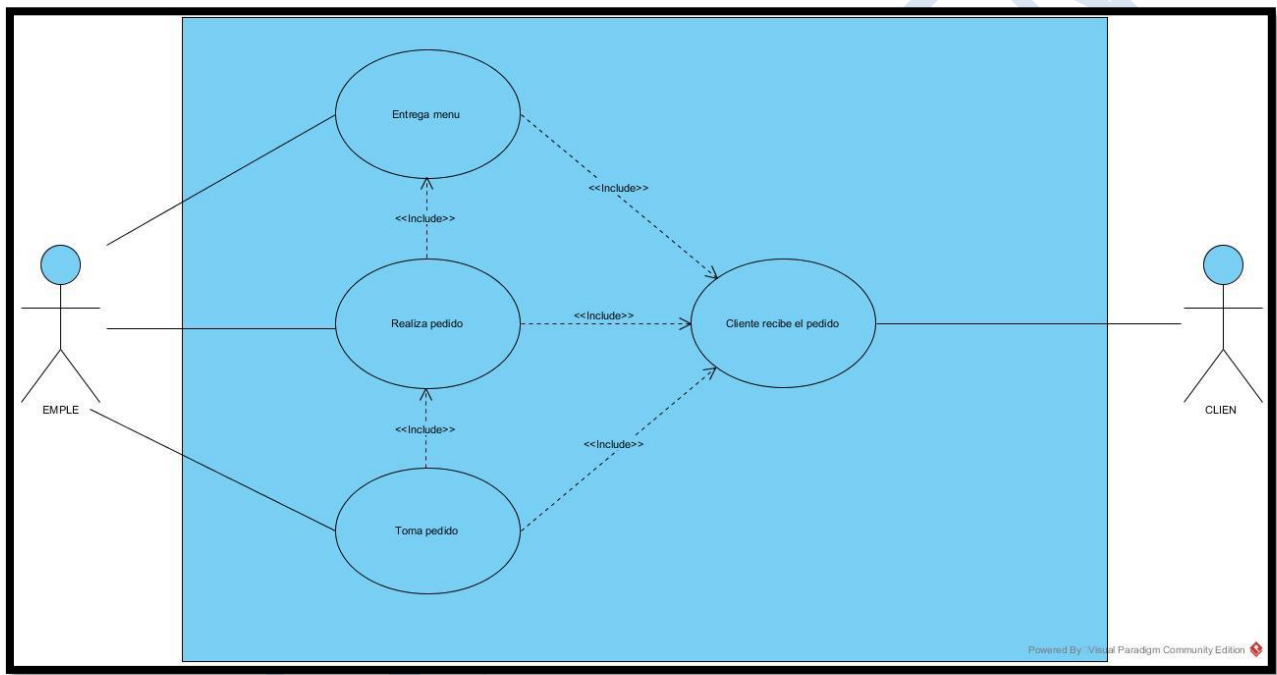 Entrega menu
<<Include>>
<<Include>>
Realiza pedido
<<Include>>
Cliente recibe el pedido
EMPLE
CLIEN
<<Include>>
<<Include>>
Toma pedido
Powered By Visual Paradigm Community Edition